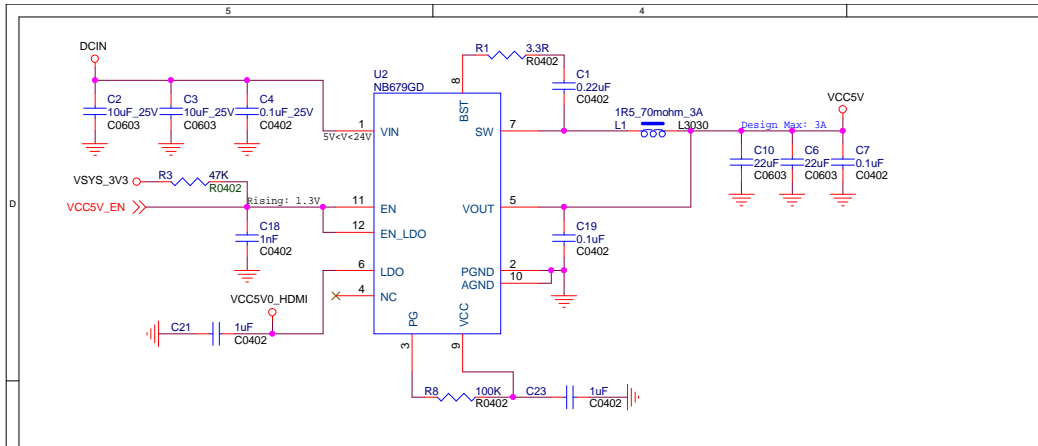 5
4
DCIN
C2
10uF_25V
C0603
C3
10uF_25V
C0603
C4
0.1uF_25V
C0402
U2
NB679GD
R1
3.3R
R0402
C1
0.22uF
C0402
8
BST
1
VIN
5V<V<24V
SW
7
1R5_70mohm_3A
L1
L3030
Design Max: 3A
VCC5V
C10
22uF
C0603
C6
22uF
C0603
C7
0.1uF
C0402
D
VSYS_3V3
R3
47K
R0402
VCC5V_EN
Rising: 1.3V
11
EN
12
EN_LDO
C18
1nF
C0402
VOUT
5
C19
0.1uF
C0402
6
LDO
4
NC
PGND
2
AGND
10
VCC5V0_HDMI
C21
1uF
C0402
PG
3
VCC
9
R8
100K
R0402
C23
1uF
C0402